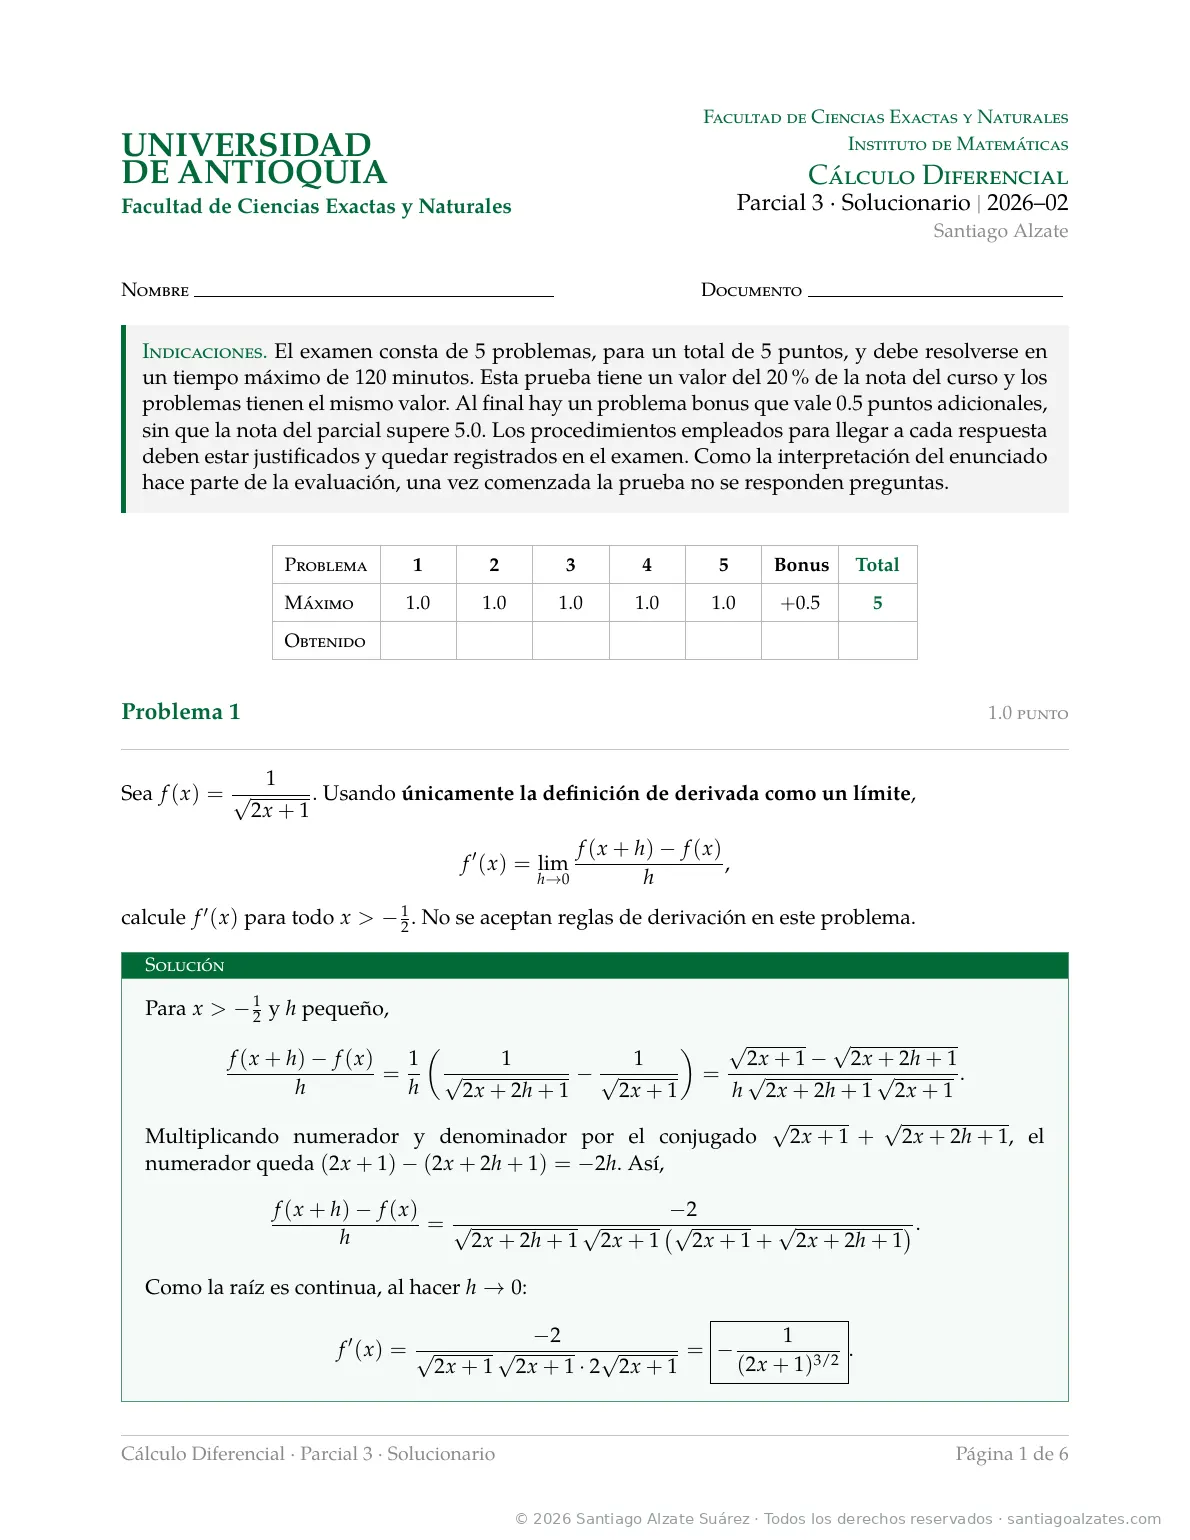 UNIVERSIDAD
DE ANTIOQUIA
Facultad de Ciencias Exactas y Naturales
Facultad de Ciencias Exactas y Naturales
Instituto de Matemáticas
Cálculo Diferencial
Parcial 3 · Solucionario | 2026–02
Santiago Alzate
Nombre
Documento
Indicaciones. El examen consta de 5 problemas, para un total de 5 puntos, y debe resolverse en
un tiempo máximo de 120 minutos. Esta prueba tiene un valor del 20 % de la nota del curso y los
problemas tienen el mismo valor. Al final hay un problema bonus que vale 0.5 puntos adicionales,
sin que la nota del parcial supere 5.0. Los procedimientos empleados para llegar a cada respuesta
deben estar justificados y quedar registrados en el examen. Como la interpretación del enunciado
hace parte de la evaluación, una vez comenzada la prueba no se responden preguntas.
Problema 1 2 3 4 5 Bonus Total
Máximo 1.0 1.0 1.0 1.0 1.0 +0.5 5
Obtenido
Problema 1
1.0 punto
Sea f(x) = 1/√(2x + 1). Usando únicamente la definición de derivada como un límite,
f′(x) = lim h→0 (f(x + h) − f(x))/h,
calcule f′(x) para todo x > −1/2. No se aceptan reglas de derivación en este problema.
Solución
Para x > −1/2 y h pequeño,
(f(x + h) − f(x))/h = 1/h (1/√(2x + 2h + 1) − 1/√(2x + 1)) = (√(2x + 1) − √(2x + 2h + 1))/(h √(2x + 2h + 1) √(2x + 1)).
Multiplicando numerador y denominador por el conjugado √(2x + 1) + √(2x + 2h + 1), el
numerador queda (2x + 1) − (2x + 2h + 1) = −2h. Así,
(f(x + h) − f(x))/h = −2/(√(2x + 2h + 1) √(2x + 1) (√(2x + 1) + √(2x + 2h + 1))).
Como la raíz es continua, al hacer h → 0:
f′(x) = −2/(√(2x + 1) √(2x + 1) · 2√(2x + 1)) = −1/(2x + 1)^(3/2).
Cálculo Diferencial · Parcial 3 · Solucionario
Página 1 de 6
© 2026 Santiago Alzate Suárez · Todos los derechos reservados · santiagoalzates.com